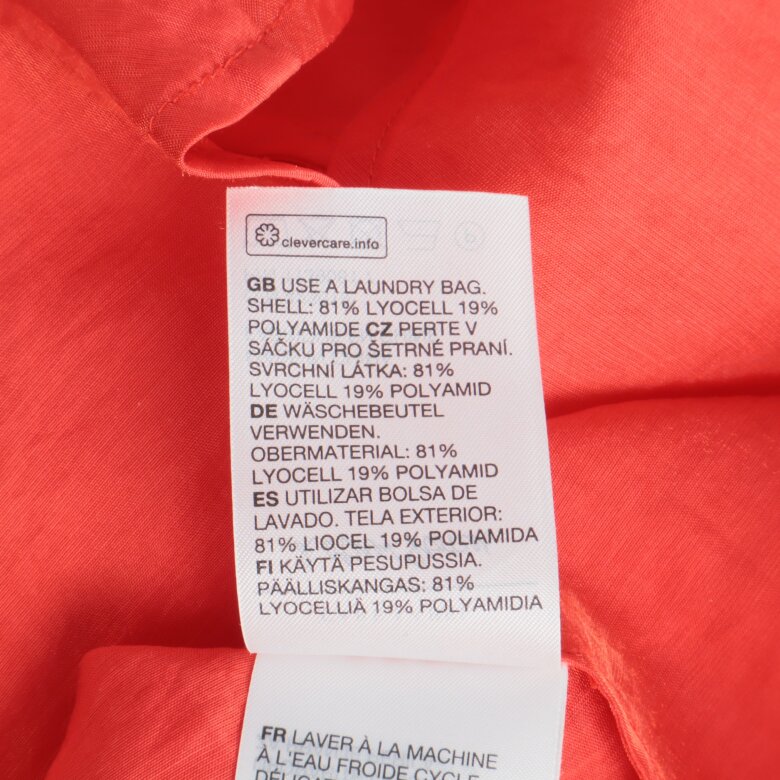 clevercare.info
GB USE A LAUNDRY BAG.
SHELL: 81% LYOCELL 19%
POLYAMIDE CZ PERTE V
SÁČKU PRO ŠETRNÉ PRANÍ.
SVRCHNÍ LÁTKA: 81%
LYOCELL 19% POLYAMID
DE WÄSCHEBEUTEL
VERWENDEN.
OBERMATERIAL: 81%
LYOCELL 19% POLYAMID
ES UTILIZAR BOLSA DE
LAVADO. TELA EXTERIOR:
81% LIOCEL 19% POLIAMIDA
FI KÄYTÄ PESUPUSSIA.
PÄÄLLISKANGAS: 81%
LYOCELLIÄ 19% POLYAMIDIA
FR LAVER À LA MACHINE
À L'EAU FROIDE CYCLE